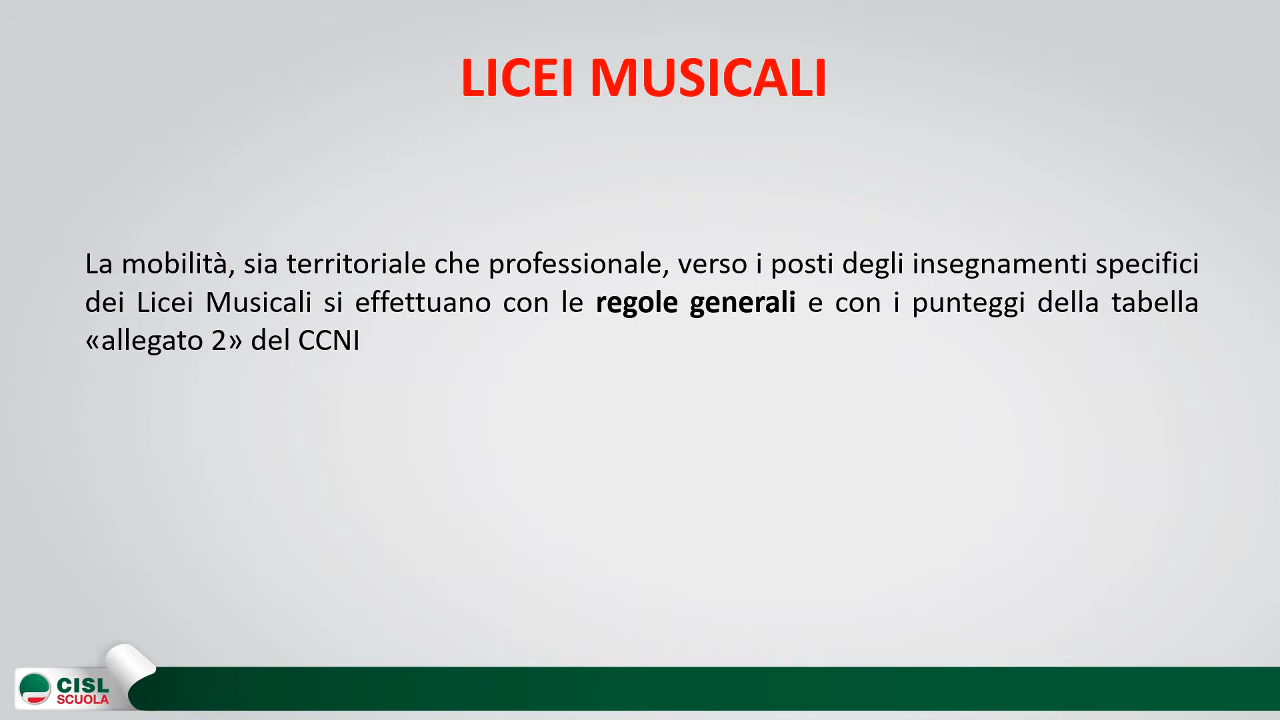 LICEI MUSICALI
La mobilità, sia territoriale che professionale, verso i posti degli insegnamenti specifici
dei Licei Musicali si effettuano con le regole generali e con i punteggi della tabella
«allegato 2» del CCNI
CISL
SCUOLA